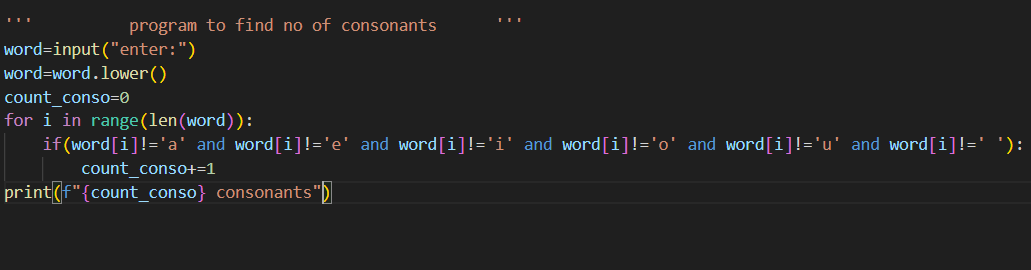 '''          program to find no of consonants      '''
word=input("enter:")
word=word.lower()
count_conso=0
for i in range(len(word)):
    if(word[i]!='a' and word[i]!='e' and word[i]!='i' and word[i]!='o' and word[i]!='u' and word[i]!=' '):
        count_conso+=1
print(f"{count_conso} consonants")